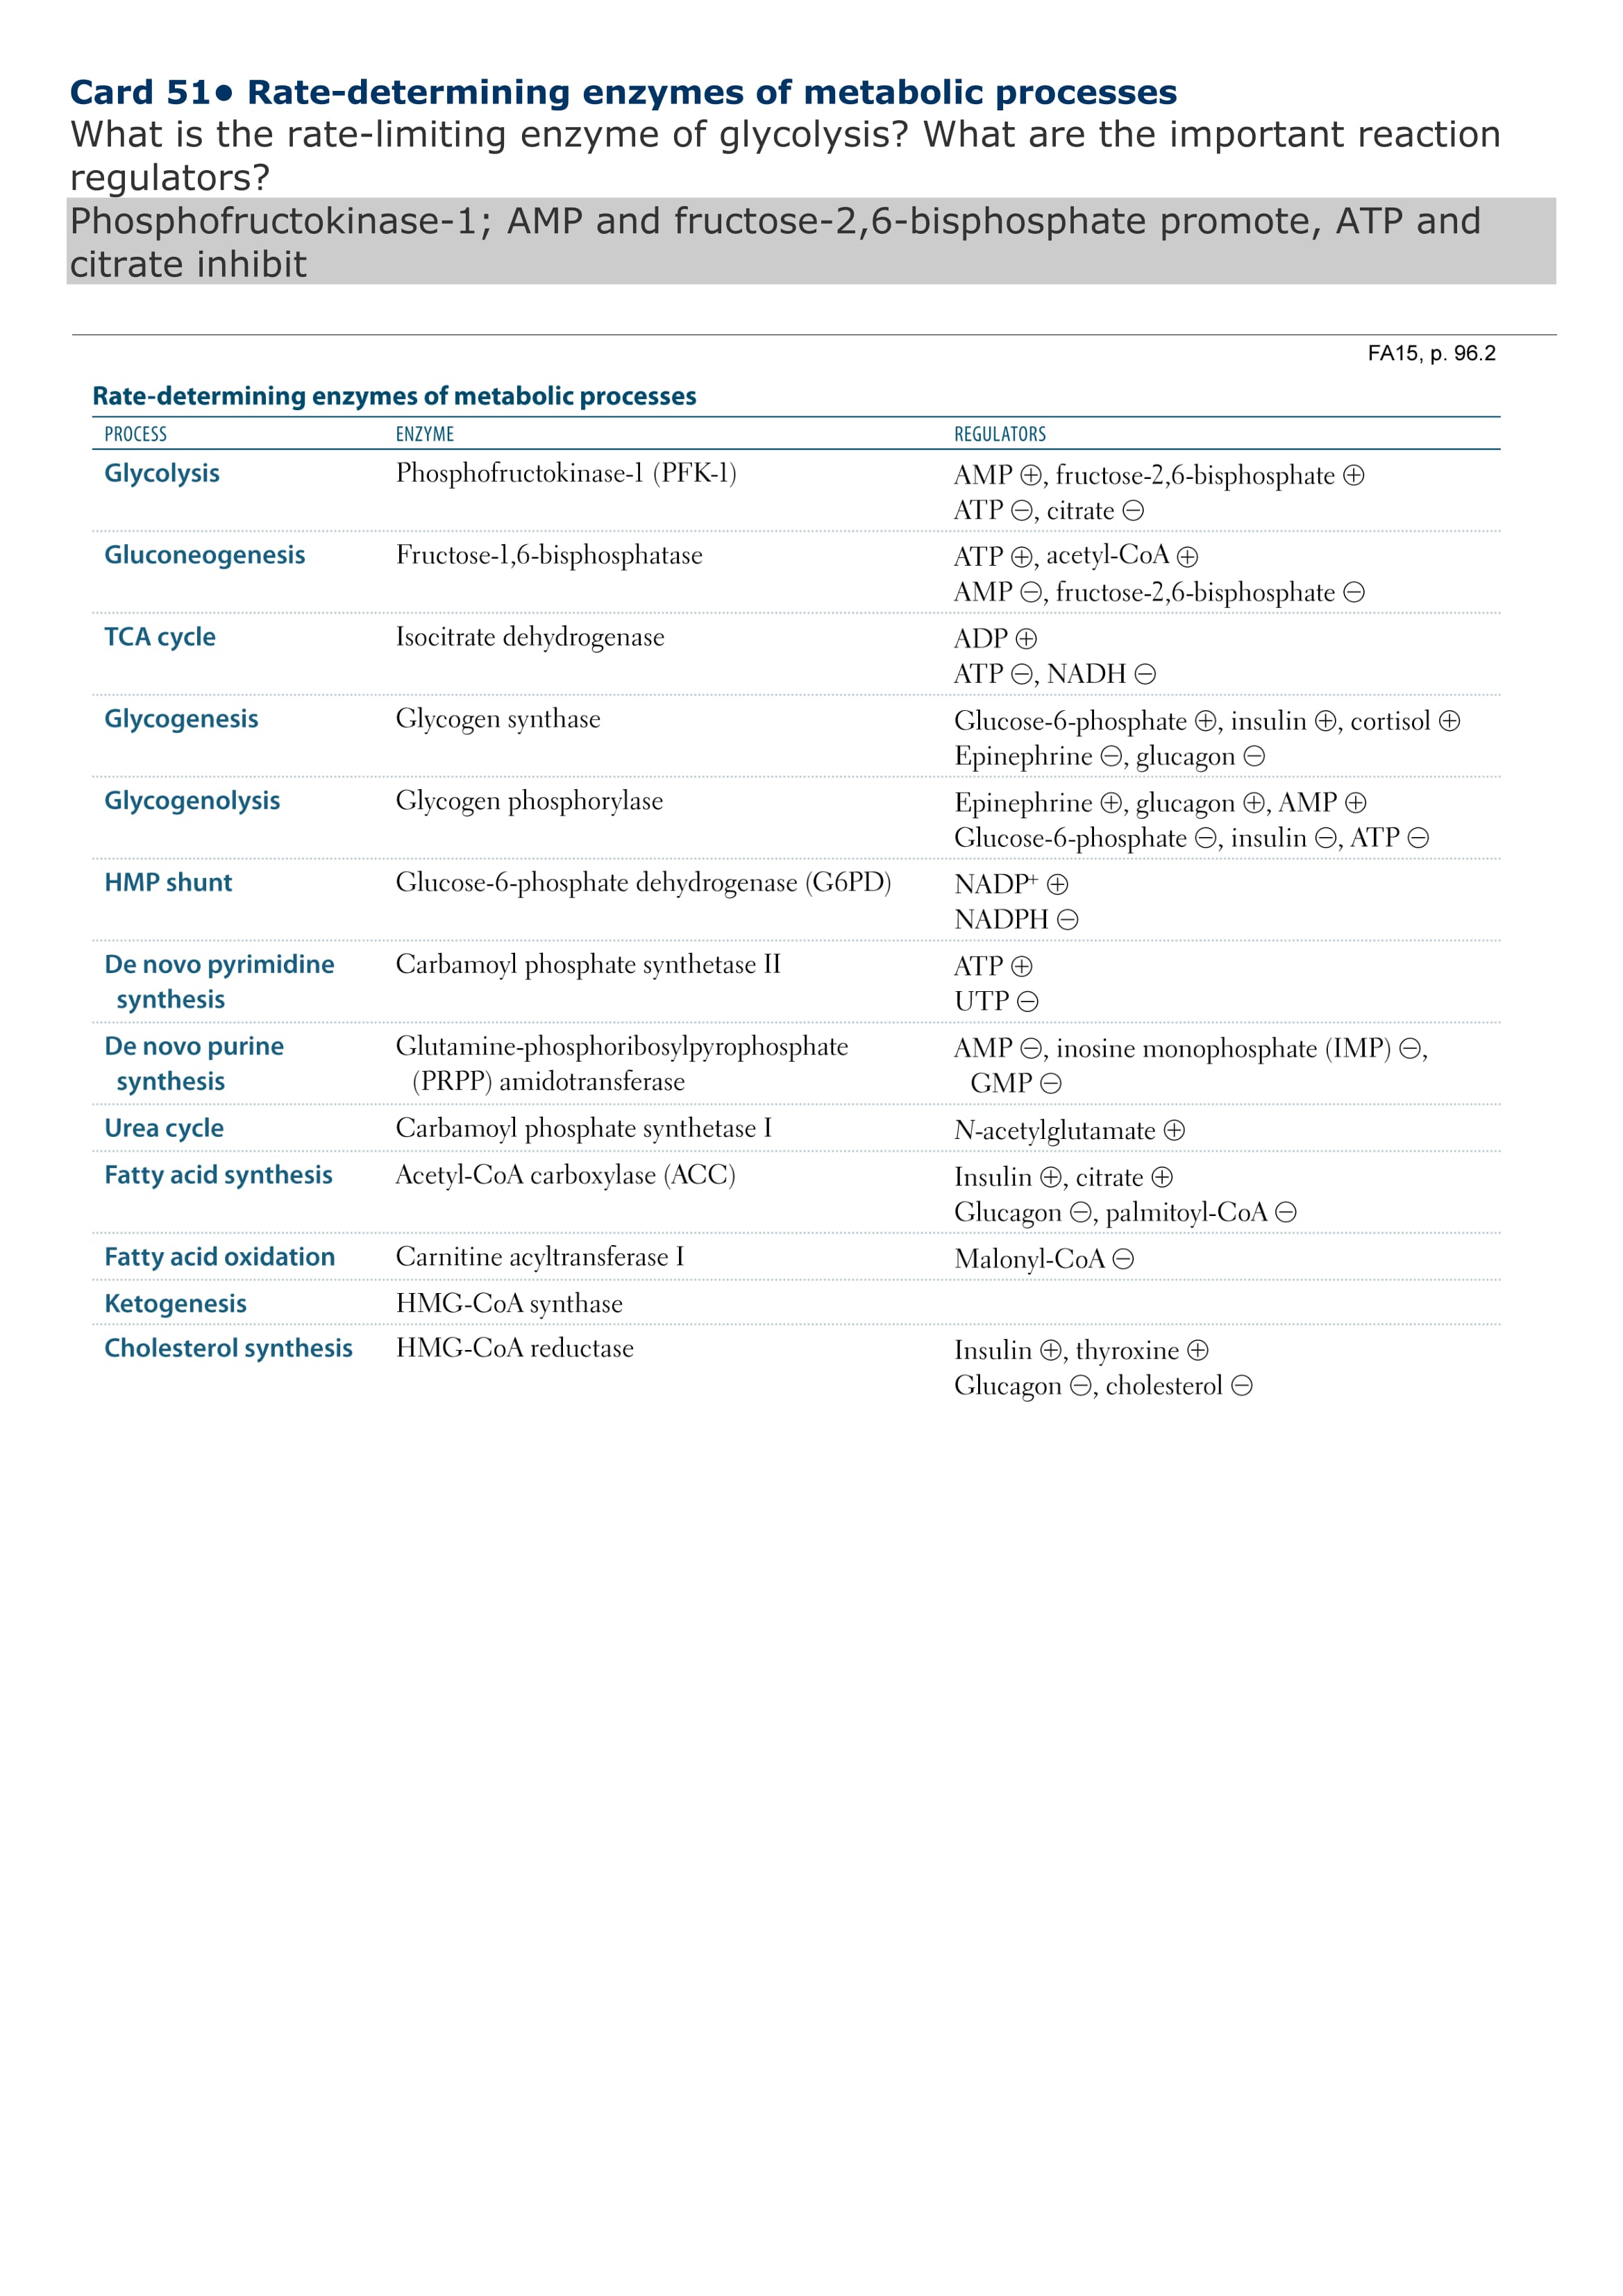 Card 51● Rate-determining enzymes of metabolic processes
What is the rate-limiting enzyme of glycolysis? What are the important reaction
regulators?
Phosphofructokinase-1; AMP and fructose-2,6-bisphosphate promote, ATP and
citrate inhibit
FA15, p. 96.2
Rate-determining enzymes of metabolic processes
PROCESS ENZYME REGULATORS
Glycolysis Phosphofructokinase-1 (PFK-1) AMP ⊕, fructose-2,6-bisphosphate ⊕
ATP ⊖, citrate ⊖
Gluconeogenesis Fructose-1,6-bisphosphatase ATP ⊕, acetyl-CoA ⊕
AMP ⊖, fructose-2,6-bisphosphate ⊖
TCA cycle Isocitrate dehydrogenase ADP ⊕
ATP ⊖, NADH ⊖
Glycogenesis Glycogen synthase Glucose-6-phosphate ⊕, insulin ⊕, cortisol ⊕
Epinephrine ⊖, glucagon ⊖
Glycogenolysis Glycogen phosphorylase Epinephrine ⊕, glucagon ⊕, AMP ⊕
Glucose-6-phosphate ⊖, insulin ⊖, ATP ⊖
HMP shunt Glucose-6-phosphate dehydrogenase (G6PD) NADP⁺ ⊕
NADPH ⊖
De novo pyrimidine Carbamoyl phosphate synthetase II ATP ⊕
synthesis UTP ⊖
De novo purine Glutamine-phosphoribosylpyrophosphate AMP ⊖, inosine monophosphate (IMP) ⊖,
synthesis (PRPP) amidotransferase GMP ⊖
Urea cycle Carbamoyl phosphate synthetase I N-acetylglutamate ⊕
Fatty acid synthesis Acetyl-CoA carboxylase (ACC) Insulin ⊕, citrate ⊕
Glucagon ⊖, palmitoyl-CoA ⊖
Fatty acid oxidation Carnitine acyltransferase I Malonyl-CoA ⊖
Ketogenesis HMG-CoA synthase
Cholesterol synthesis HMG-CoA reductase Insulin ⊕, thyroxine ⊕
Glucagon ⊖, cholesterol ⊖